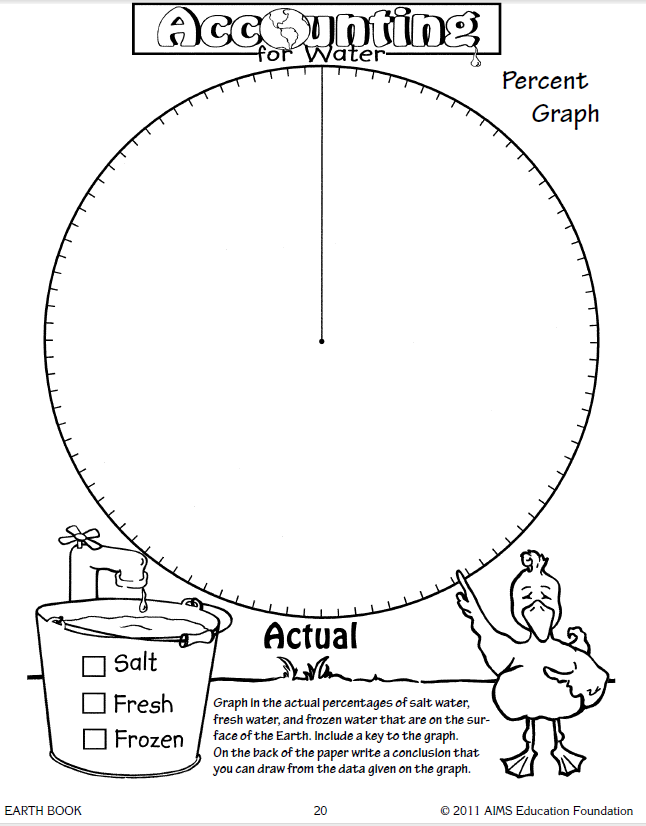 Accounting
for Water
Percent
Graph
Actual
Salt
Fresh
Frozen
Graph in the actual percentages of salt water,
fresh water, and frozen water that are on the sur-
face of the Earth. Include a key to the graph.
On the back of the paper write a conclusion that
you can draw from the data given on the graph.
EARTH BOOK
20
© 2011 AIMS Education Foundation